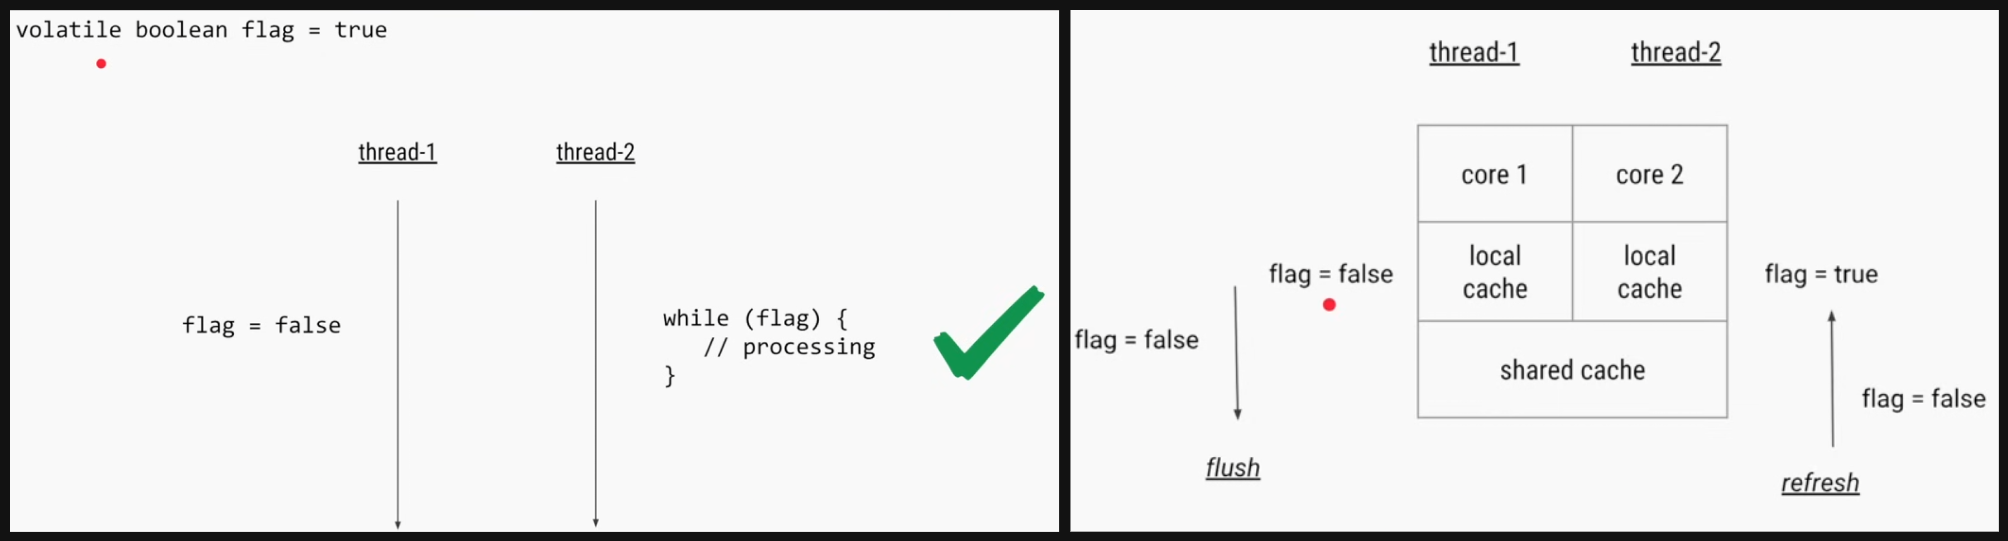 volatile boolean flag = true
thread-1
thread-2
flag = false
while (flag) {
// processing
}
thread-1
thread-2
core 1
core 2
local
cache
local
cache
flag = false
flag = true
flag = false
shared cache
flag = false
flush
refresh